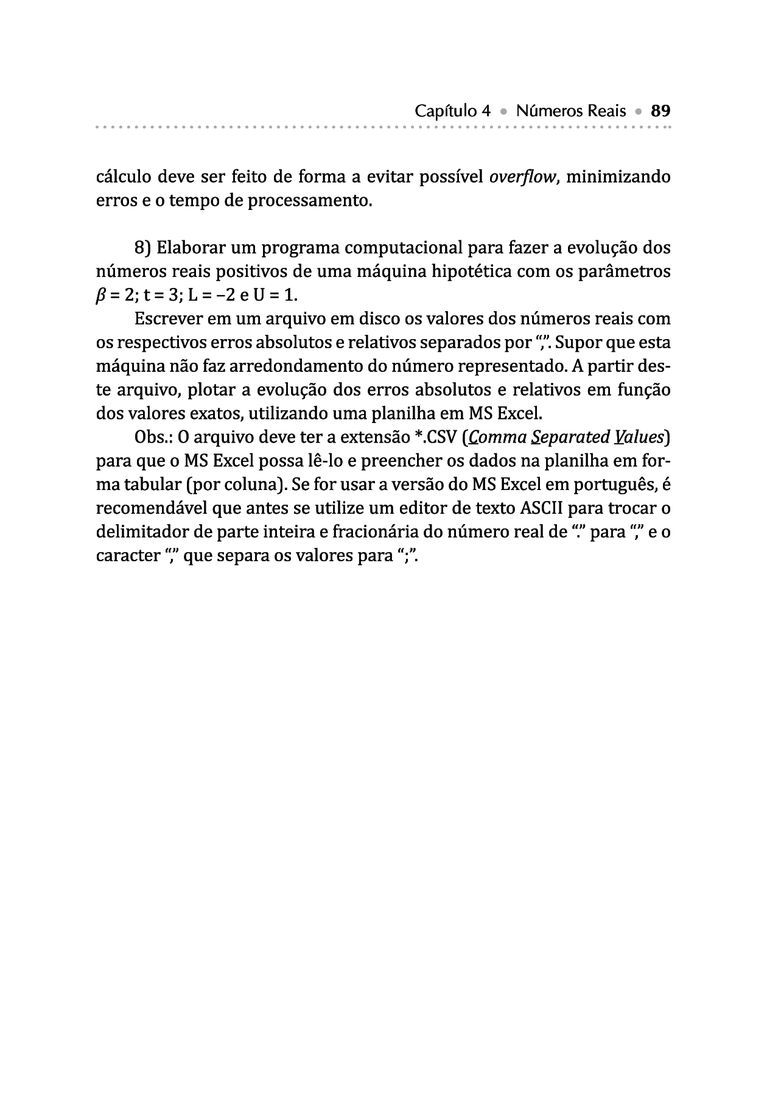 Capítulo 4 • Números Reais • 89
cálculo deve ser feito de forma a evitar possível overflow, minimizando
erros e o tempo de processamento.
8) Elaborar um programa computacional para fazer a evolução dos
números reais positivos de uma máquina hipotética com os parâmetros
β = 2; t = 3; L = –2 e U = 1.
Escrever em um arquivo em disco os valores dos números reais com
os respectivos erros absolutos e relativos separados por “,”. Supor que esta
máquina não faz arredondamento do número representado. A partir des-
te arquivo, plotar a evolução dos erros absolutos e relativos em função
dos valores exatos, utilizando uma planilha em MS Excel.
Obs.: O arquivo deve ter a extensão *.CSV (Comma Separated Values)
para que o MS Excel possa lê-lo e preencher os dados na planilha em for-
ma tabular (por coluna). Se for usar a versão do MS Excel em português, é
recomendável que antes se utilize um editor de texto ASCII para trocar o
delimitador de parte inteira e fracionária do número real de “.” para “,” e o
caracter “,” que separa os valores para “;”.